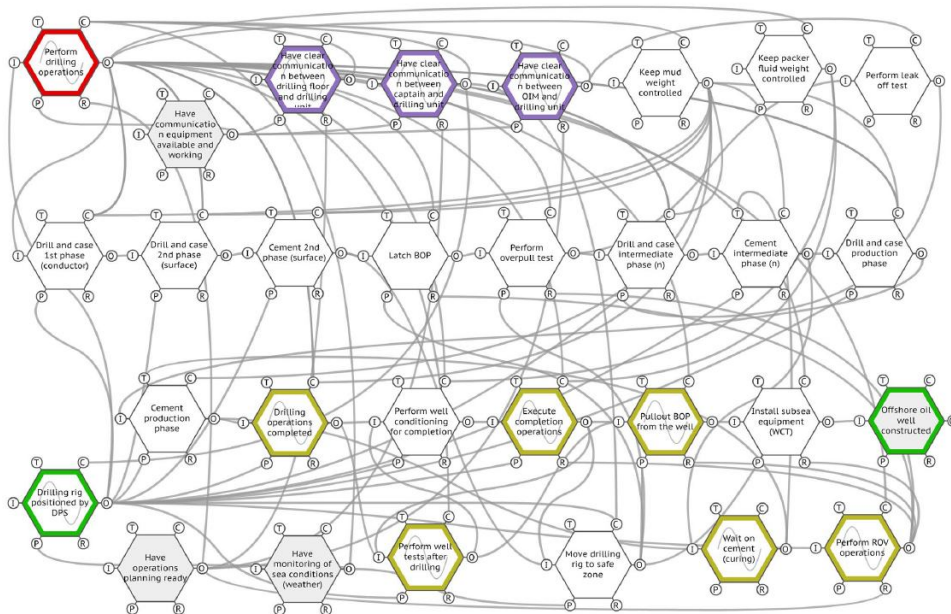 T C
I
Perform
drilling
operations
O
P R
T C
I
Have
communicatio
n equipment
available and
working
O
P R
T C
I
Have clear
communicatio
n between
drilling floor
and drilling
unit
O
P R
T C
I
Have clear
communicatio
n between
captain and
drilling unit
O
P R
T C
I
Have clear
communicatio
n between OIM
and drilling
unit
O
P R
T C
I
Keep mud
weight
controlled
O
P R
T C
I
Keep packer
fluid weight
controlled
O
P R
T C
I
Perform leak
off test
O
P R
T C
I
Drill and case
1st phase
(conductor)
O
P R
T C
I
Drill and case
2nd phase
(surface)
O
P R
T C
I
Cement 2nd
phase (surface)
O
P R
T C
I
Latch BOP
O
P R
T C
I
Perform
overpull test
O
P R
T C
I
Drill and case
intermediate
phase (n)
O
P R
T C
I
Cement
intermediate
phase (n)
O
P R
T C
I
Drill and case
production
phase
O
P R
T C
I
Cement
production
phase
O
P R
T C
I
Drilling
operations
completed
O
P R
T C
I
Perform well
conditioning
for completion
O
P R
T C
I
Execute
completion
operations
O
P R
T C
I
Pullout BOP
from the well
O
P R
T C
I
Install subsea
equipment
(WCT)
O
P R
T C
I
Offshore oil
well
constructed
O
P R
T C
I
Drilling rig
positioned by
DPS
O
P R
T C
I
Have
operations
planning ready
O
P R
T C
I
Have
monitoring of
sea conditions
(weather)
O
P R
T C
I
Perform well
tests after
drilling
O
P R
T C
I
Move drilling
rig to safe
zone
O
P R
T C
I
Wait on
cement
(curing)
O
P R
T C
I
Perform ROV
operations
O
P R